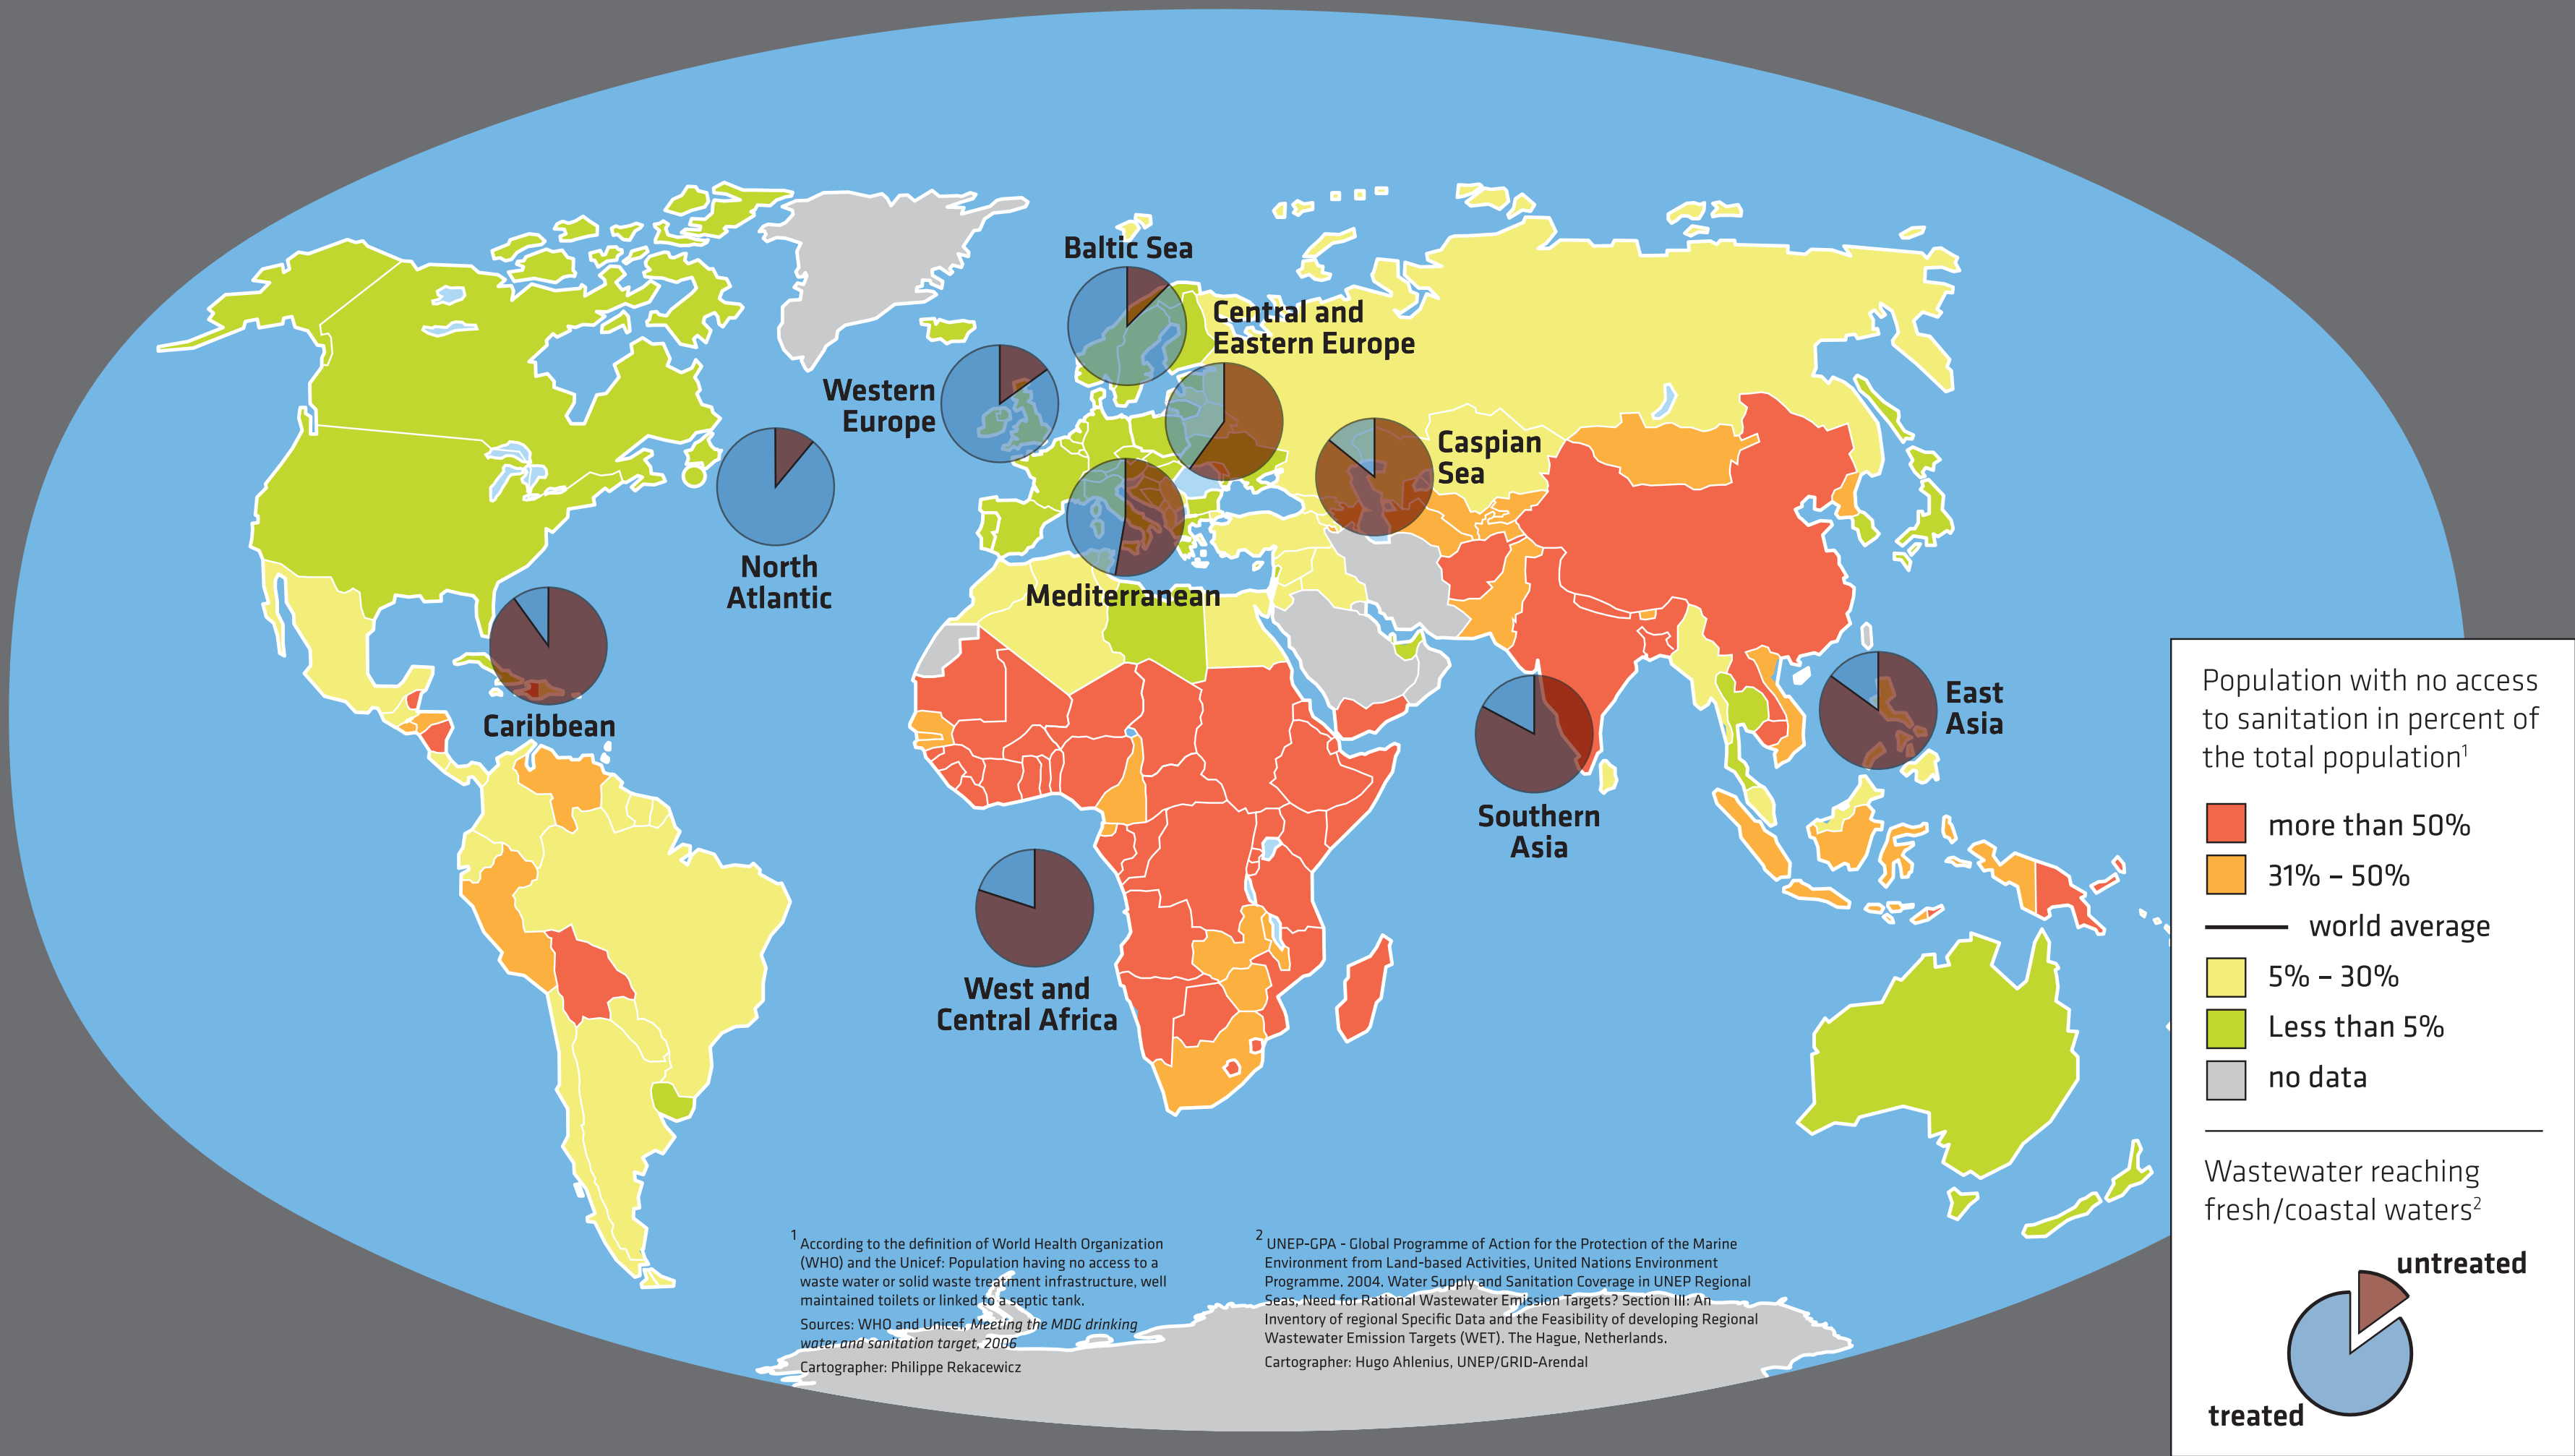 Baltic Sea
Central and
Eastern Europe
Western
Europe
Caspian
Sea
North
Atlantic
Mediterranean
Caribbean
East
Asia
Southern
Asia
West and
Central Africa
Population with no access
to sanitation in percent of
the total population¹
more than 50%
31% – 50%
world average
5% – 30%
Less than 5%
no data
Wastewater reaching
fresh/coastal waters²
untreated
treated
¹ According to the definition of World Health Organization
(WHO) and the Unicef: Population having no access to a
waste water or solid waste treatment infrastructure, well
maintained toilets or linked to a septic tank.
Sources: WHO and Unicef, Meeting the MDG drinking
water and sanitation target, 2006
Cartographer: Philippe Rekacewicz
² UNEP-GPA - Global Programme of Action for the Protection of the Marine
Environment from Land-based Activities, United Nations Environment
Programme. 2004. Water Supply and Sanitation Coverage in UNEP Regional
Seas, Need for Rational Wastewater Emission Targets? Section III: An
Inventory of regional Specific Data and the Feasibility of developing Regional
Wastewater Emission Targets (WET). The Hague, Netherlands.
Cartographer: Hugo Ahlenius, UNEP/GRID-Arendal